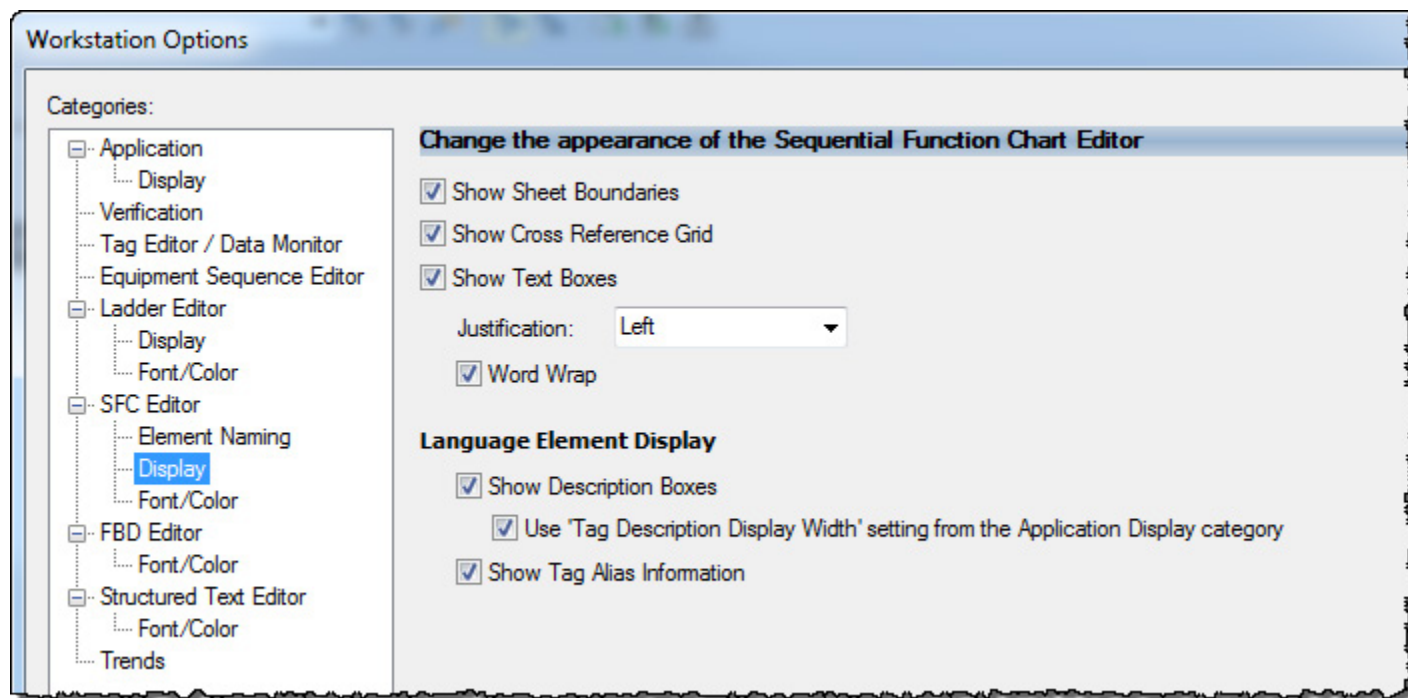 Workstation Options
Categories:
Application
Display
Verification
Tag Editor / Data Monitor
Equipment Sequence Editor
Ladder Editor
Display
Font/Color
SFC Editor
Element Naming
Display
Font/Color
FBD Editor
Font/Color
Structured Text Editor
Font/Color
Trends
Change the appearance of the Sequential Function Chart Editor
Show Sheet Boundaries
Show Cross Reference Grid
Show Text Boxes
Justification: Left
Word Wrap
Language Element Display
Show Description Boxes
Use 'Tag Description Display Width' setting from the Application Display category
Show Tag Alias Information